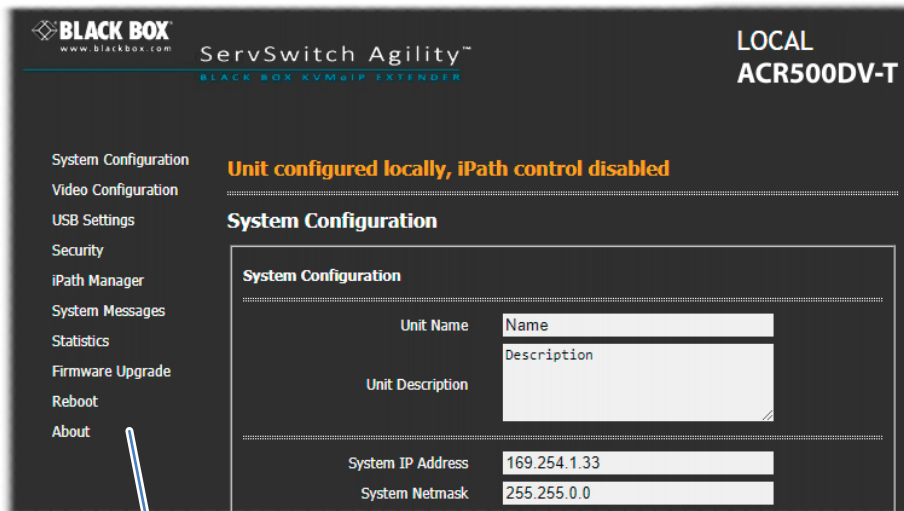 BLACK BOX®
www.blackbox.com
ServSwitch Agility™
BLACK BOX KVMoIP EXTENDER
LOCAL
ACR500DV-T
System Configuration
Video Configuration
USB Settings
Security
iPath Manager
System Messages
Statistics
Firmware Upgrade
Reboot
About
Unit configured locally, iPath control disabled
System Configuration
System Configuration
Unit Name Name
Unit Description Description
System IP Address 169.254.1.33
System Netmask 255.255.0.0